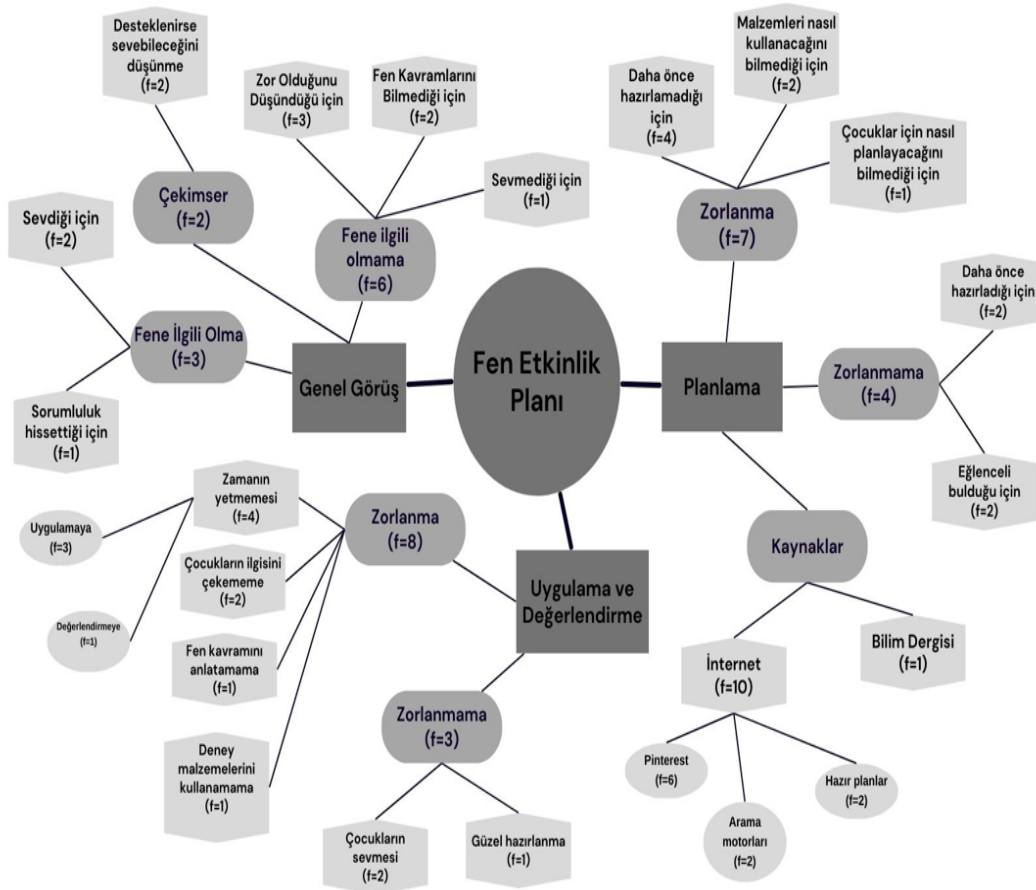 Desteklenirse
sevebileceğini
düşünme
(f=2)
Zor Olduğunu
Düşündüğü için
(f=3)
Fen Kavramlarını
Bilmediği için
(f=2)
Sevmediği için
(f=1)
Çekimser
(f=2)
Fene ilgili
olmama
(f=6)
Sevdiği için
(f=2)
Fene İlgili Olma
(f=3)
Sorumluluk
hissettiği için
(f=1)
Genel Görüş
Fen Etkinlik
Planı
Planlama
Daha önce
hazırlamadığı
için
(f=4)
Malzemleri nasıl
kullanacağını
bilmediği için
(f=2)
Çocuklar için nasıl
planlayacağını
bilmediği için
(f=1)
Zorlanma
(f=7)
Daha önce
hazırladığı için
(f=2)
Zorlanmama
(f=4)
Eğlenceli
bulduğu için
(f=2)
Kaynaklar
İnternet
(f=10)
Bilim Dergisi
(f=1)
Pinterest
(f=6)
Arama
motorları
(f=2)
Hazır planlar
(f=2)
Uygulama ve
Değerlendirme
Zorlanma
(f=8)
Zamanın
yetmemesi
(f=4)
Uygulamaya
(f=3)
Değerlendirmeye
(f=1)
Çocukların ilgisini
çekememe
(f=2)
Fen kavramını
anlatamama
(f=1)
Deney
malzemelerini
kullanamama
(f=1)
Zorlanmama
(f=3)
Çocukların
sevmesi
(f=2)
Güzel hazırlanma
(f=1)